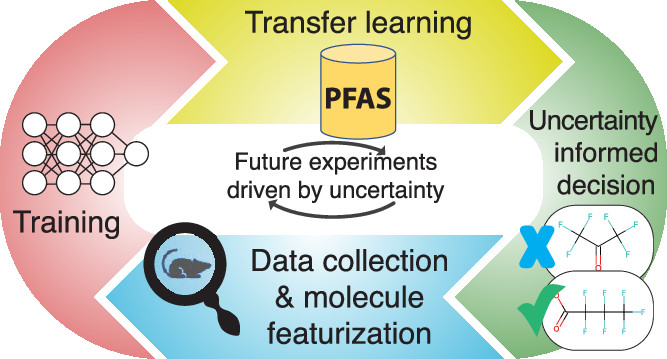 Transfer learning
PFAS
Uncertainty
informed
decision
Future experiments
driven by uncertainty
Training
Data collection
& molecule
featurization
F
F
F
F
F
F
O
O
O
F
F
F
F
F
F
F